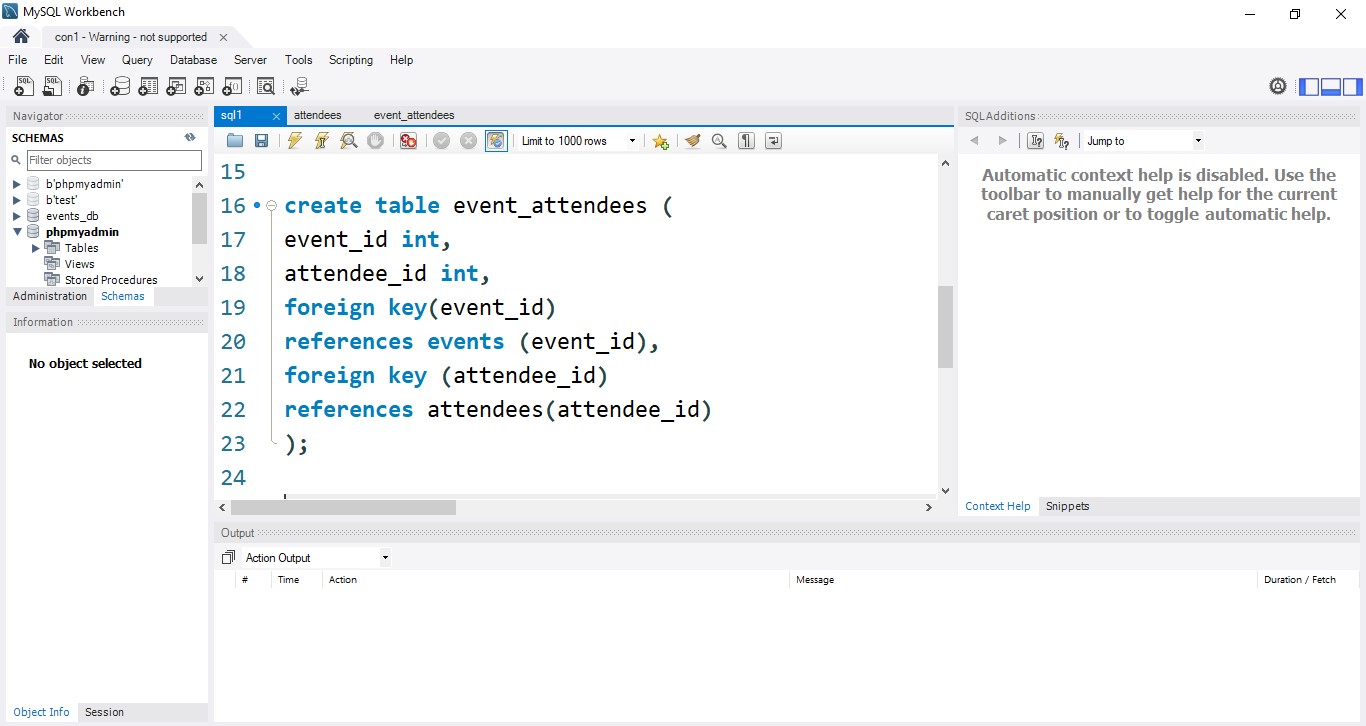 MySQL Workbench
con1 - Warning - not supported
File Edit View Query Database Server Tools Scripting Help
Navigator
SCHEMAS
Filter objects
b'phpmyadmin'
b'test'
events_db
phpmyadmin
Tables
Views
Stored Procedures
Administration Schemas
Information
No object selected
Object Info Session
sql1 attendees event_attendees
Limit to 1000 rows
15
16 create table event_attendees (
17 event_id int,
18 attendee_id int,
19 foreign key(event_id)
20 references events (event_id),
21 foreign key (attendee_id)
22 references attendees(attendee_id)
23 );
24
SQLAdditions
Jump to
Automatic context help is disabled. Use the
toolbar to manually get help for the current
caret position or to toggle automatic help.
Context Help Snippets
Output
Action Output
# Time Action Message Duration / Fetch